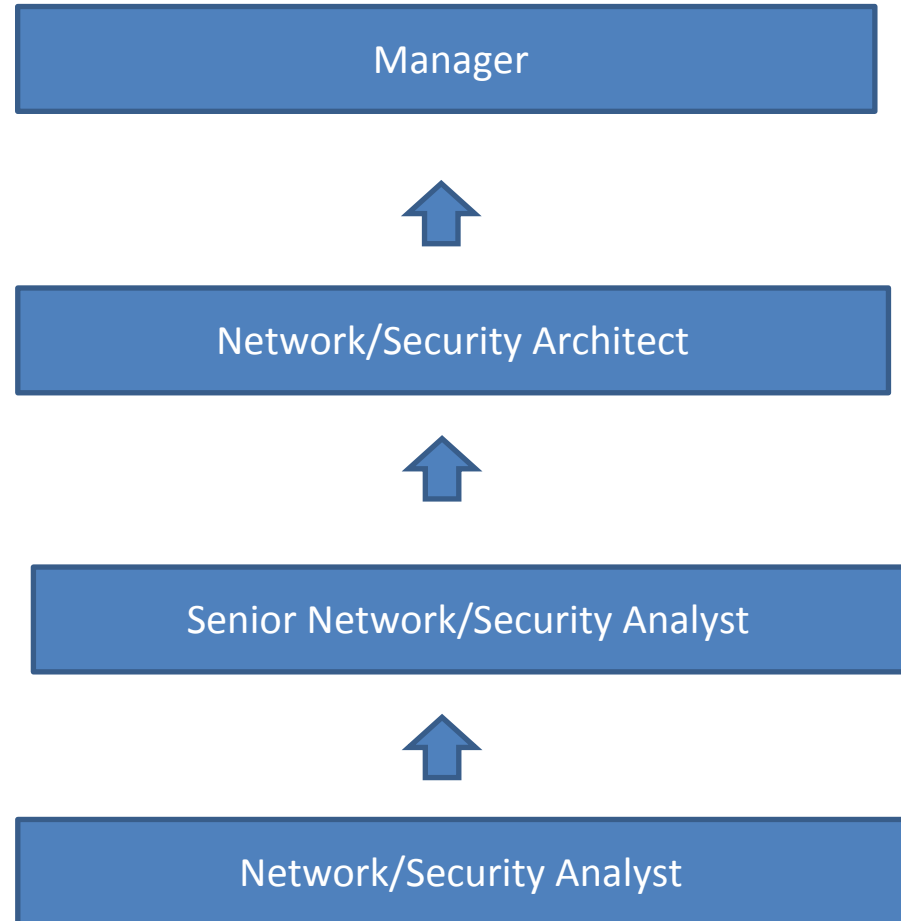 Manager
Network/Security Architect
Senior Network/Security Analyst
Network/Security Analyst